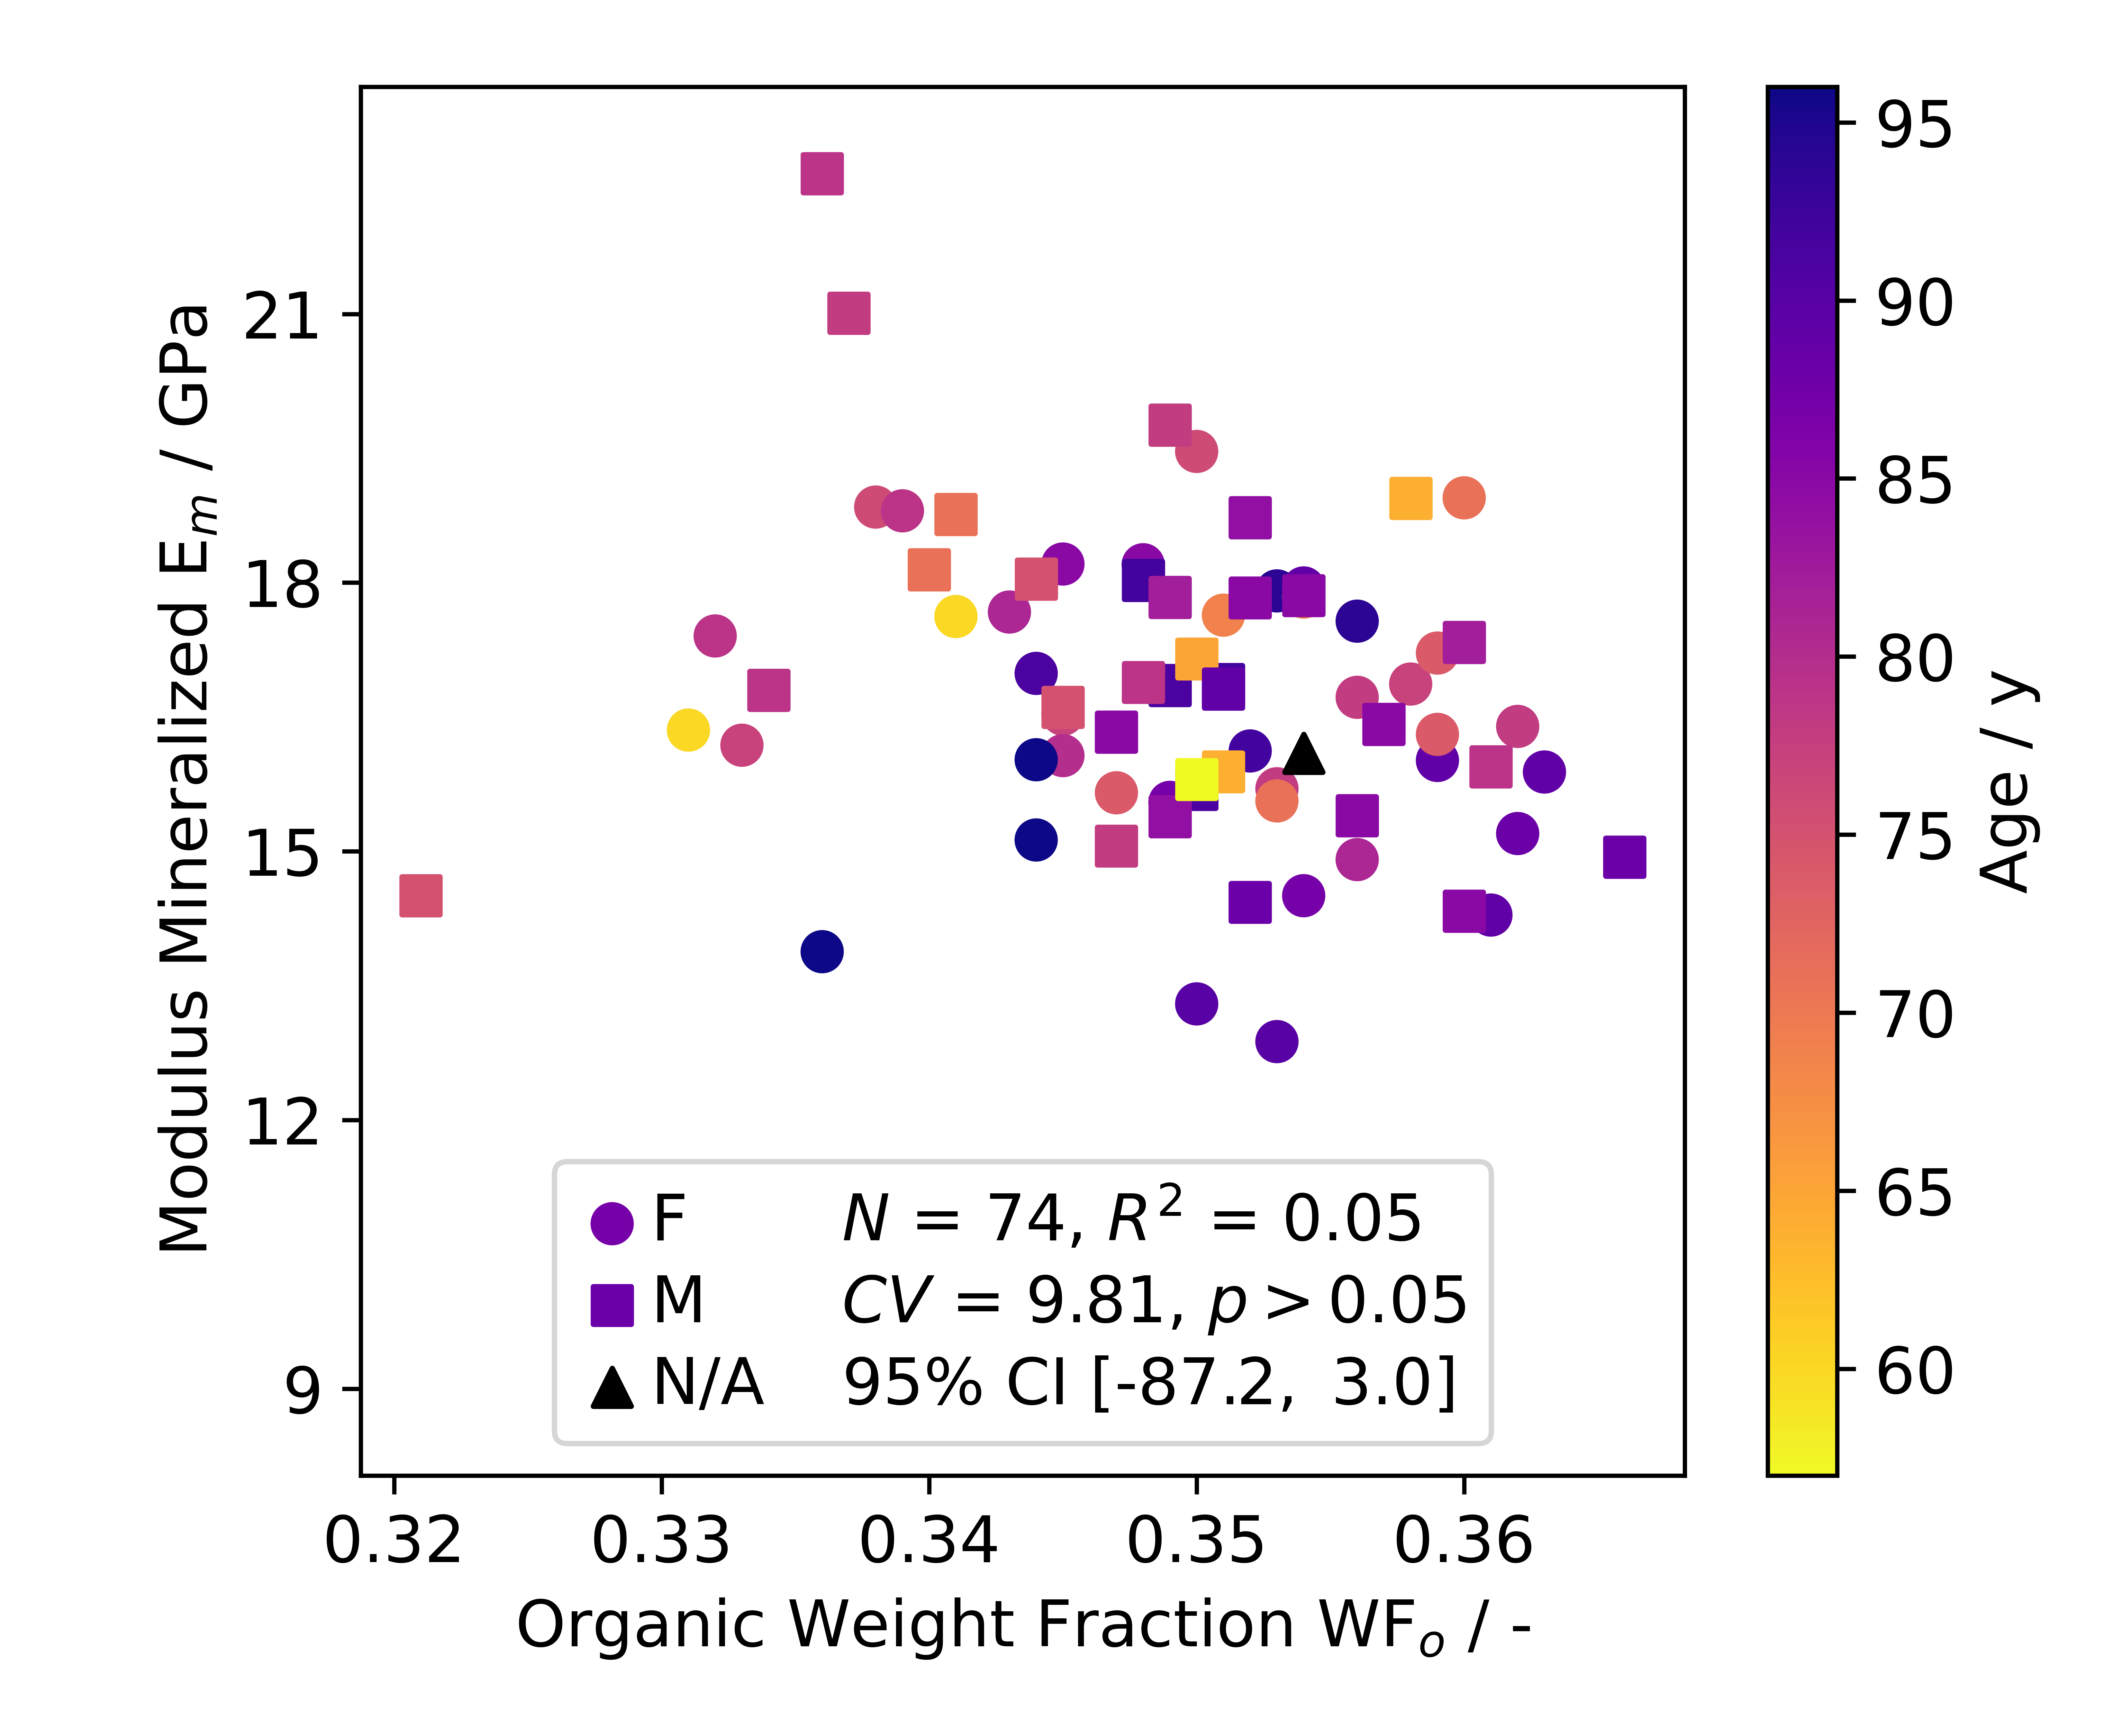 Modulus Mineralized Eₘ / GPa
21
18
15
12
9
F N = 74, R² = 0.05
M CV = 9.81, p > 0.05
N/A 95% CI [-87.2, 3.0]
0.32 0.33 0.34 0.35 0.36
Organic Weight Fraction WFₒ / -
95
90
85
80
75
70
65
60
Age / y